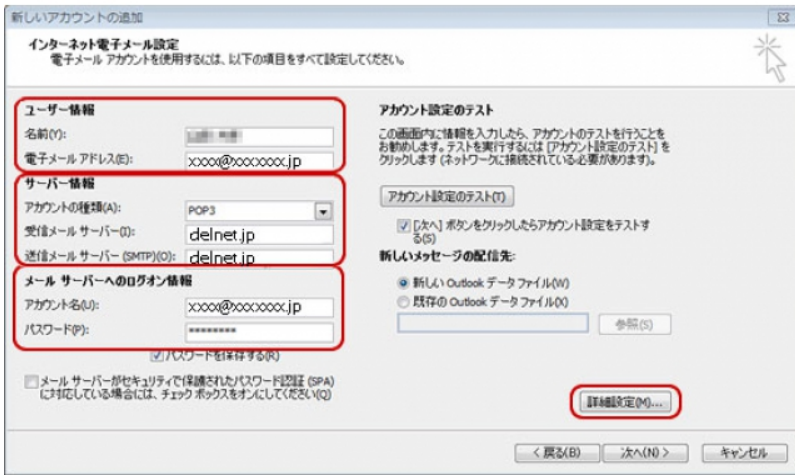 新しいアカウントの追加
インターネット電子メール設定
電子メール アカウントを使用するには、以下の項目をすべて設定してください。
ユーザー情報
名前(Y):
電子メール アドレス(E):
xxxx@xxxxxxx.jp
サーバー情報
アカウントの種類(A):
POP3
受信メール サーバー(I):
delnet.jp
送信メール サーバー (SMTP)(O):
delnet.jp
メール サーバーへのログオン情報
アカウント名(U):
xxxx@xxxxxxx.jp
パスワード(P):
********
パスワードを保存する(R)
メール サーバーがセキュリティで保護されたパスワード認証 (SPA)
に対応している場合には、チェック ボックスをオンにしてください(Q)
アカウント設定のテスト
この画面内に情報を入力したら、アカウントのテストを行うことを
お勧めします。テストを実行するには [アカウント設定のテスト] を
クリックします (ネットワークに接続されている必要があります)。
アカウント設定のテスト(T)
[次へ] ボタンをクリックしたらアカウント設定をテストす
る(S)
新しいメッセージの配信先:
新しい Outlook データ ファイル(W)
既存の Outlook データ ファイル(X)
参照(S)
詳細設定(M)...
< 戻る(B)
次へ(N) >
キャンセル